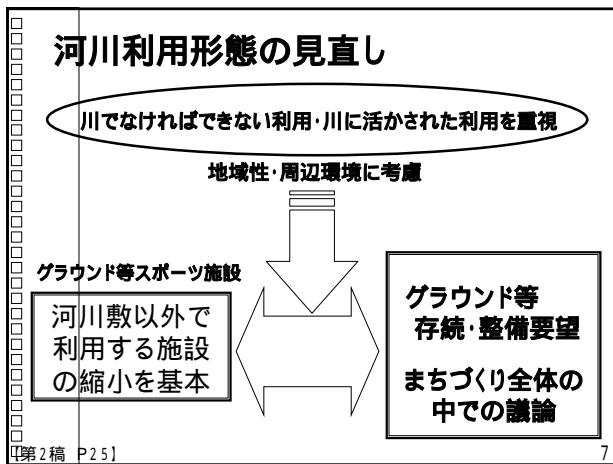 河川利用形態の見直し
川でなければできない利用･川に活かされた利用を重視
地域性･周辺環境に考慮
グラウンド等スポーツ施設
河川敷以外で
利用する施設
の縮小を基本
グラウンド等
存続･整備要望
まちづくり全体の
中での議論
【第2稿 P25】
7